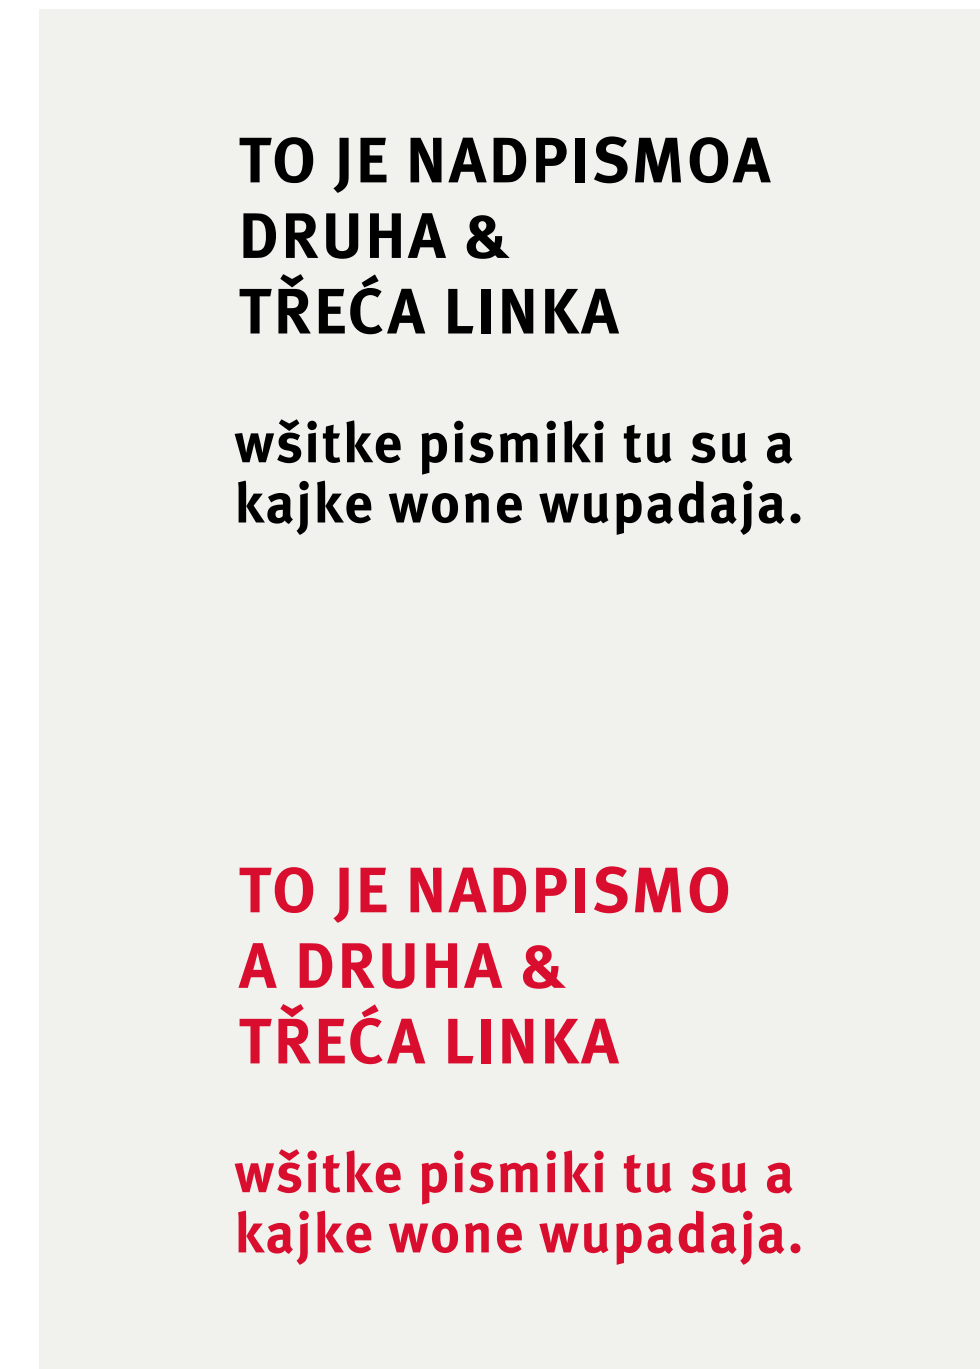 TO JE NADPISMOA
DRUHA &
TŘEĆA LINKA
wšitke pismiki tu su a
kajke wone wupadaja.
TO JE NADPISMO
A DRUHA &
TŘEĆA LINKA
wšitke pismiki tu su a
kajke wone wupadaja.